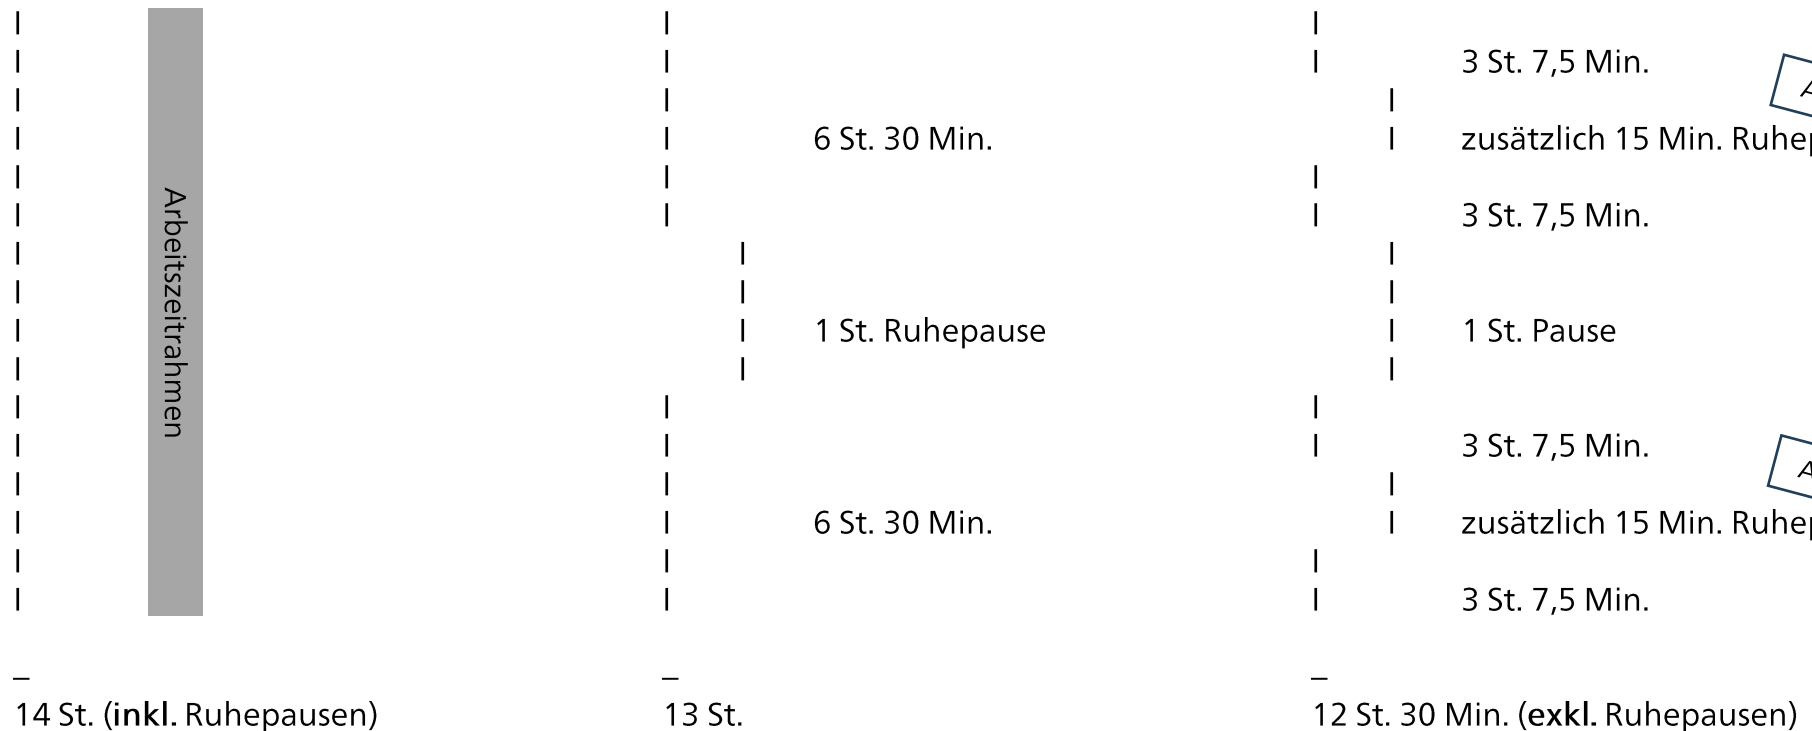 Arbeitszeitrahmen
14 St. (inkl. Ruhepausen)
6 St. 30 Min.
1 St. Ruhepause
6 St. 30 Min.
13 St.
3 St. 7,5 Min.
zusätzlich 15 Min.
3 St. 7,5 Min.
1 St. Pause
3 St. 7,5 Min.
zusätzlich 15 Min.
3 St. 7,5 Min.
12 St. 30 Min. (exkl. Ruhepausen)